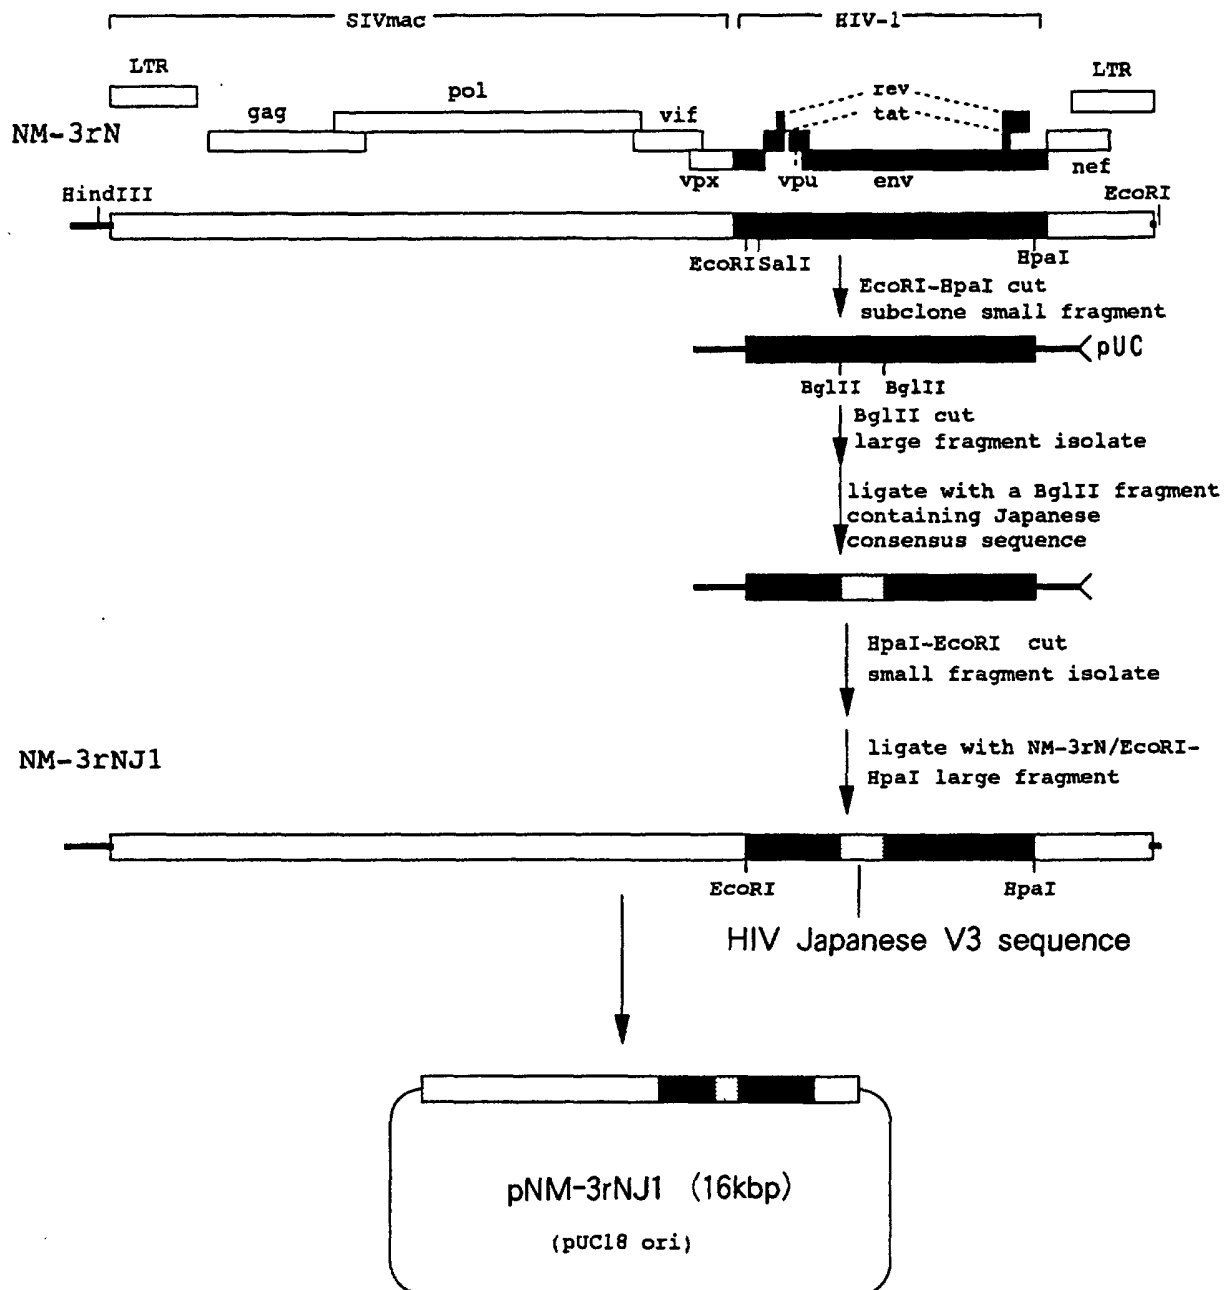 SIVmac HIV-1
LTR LTR
gag pol vif rev
NM-3rN tat
vpx vpu env nef
HindIII EcoRI
EcoRI SalI HpaI
EcoRI-HpaI cut
subclone small fragment
pUC
BglII BglII
BglII cut
large fragment isolate
ligate with a BglII fragment
containing Japanese
consensus sequence
HpaI-EcoRI cut
small fragment isolate
NM-3rNJ1
ligate with NM-3rN/EcoRI-
HpaI large fragment
EcoRI HpaI
HIV Japanese V3 sequence
pNM-3rNJ1 (16kbp)
(pUC18 ori)